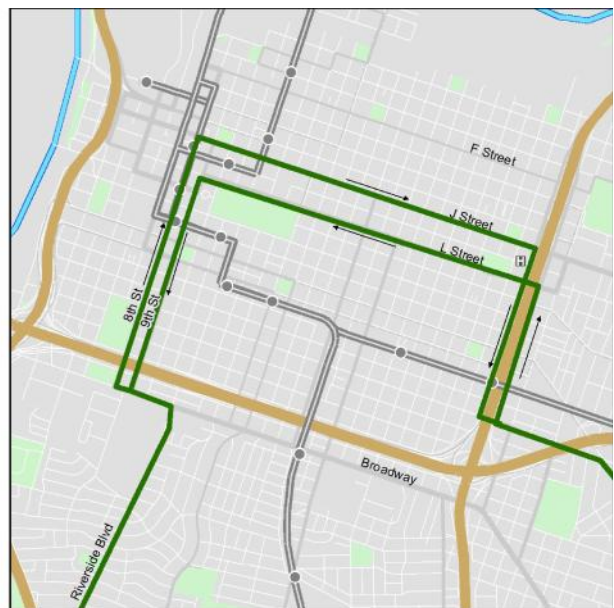 F Street
J Street
L Street
H
8th St
9th St
Broadway
Riverside Blvd